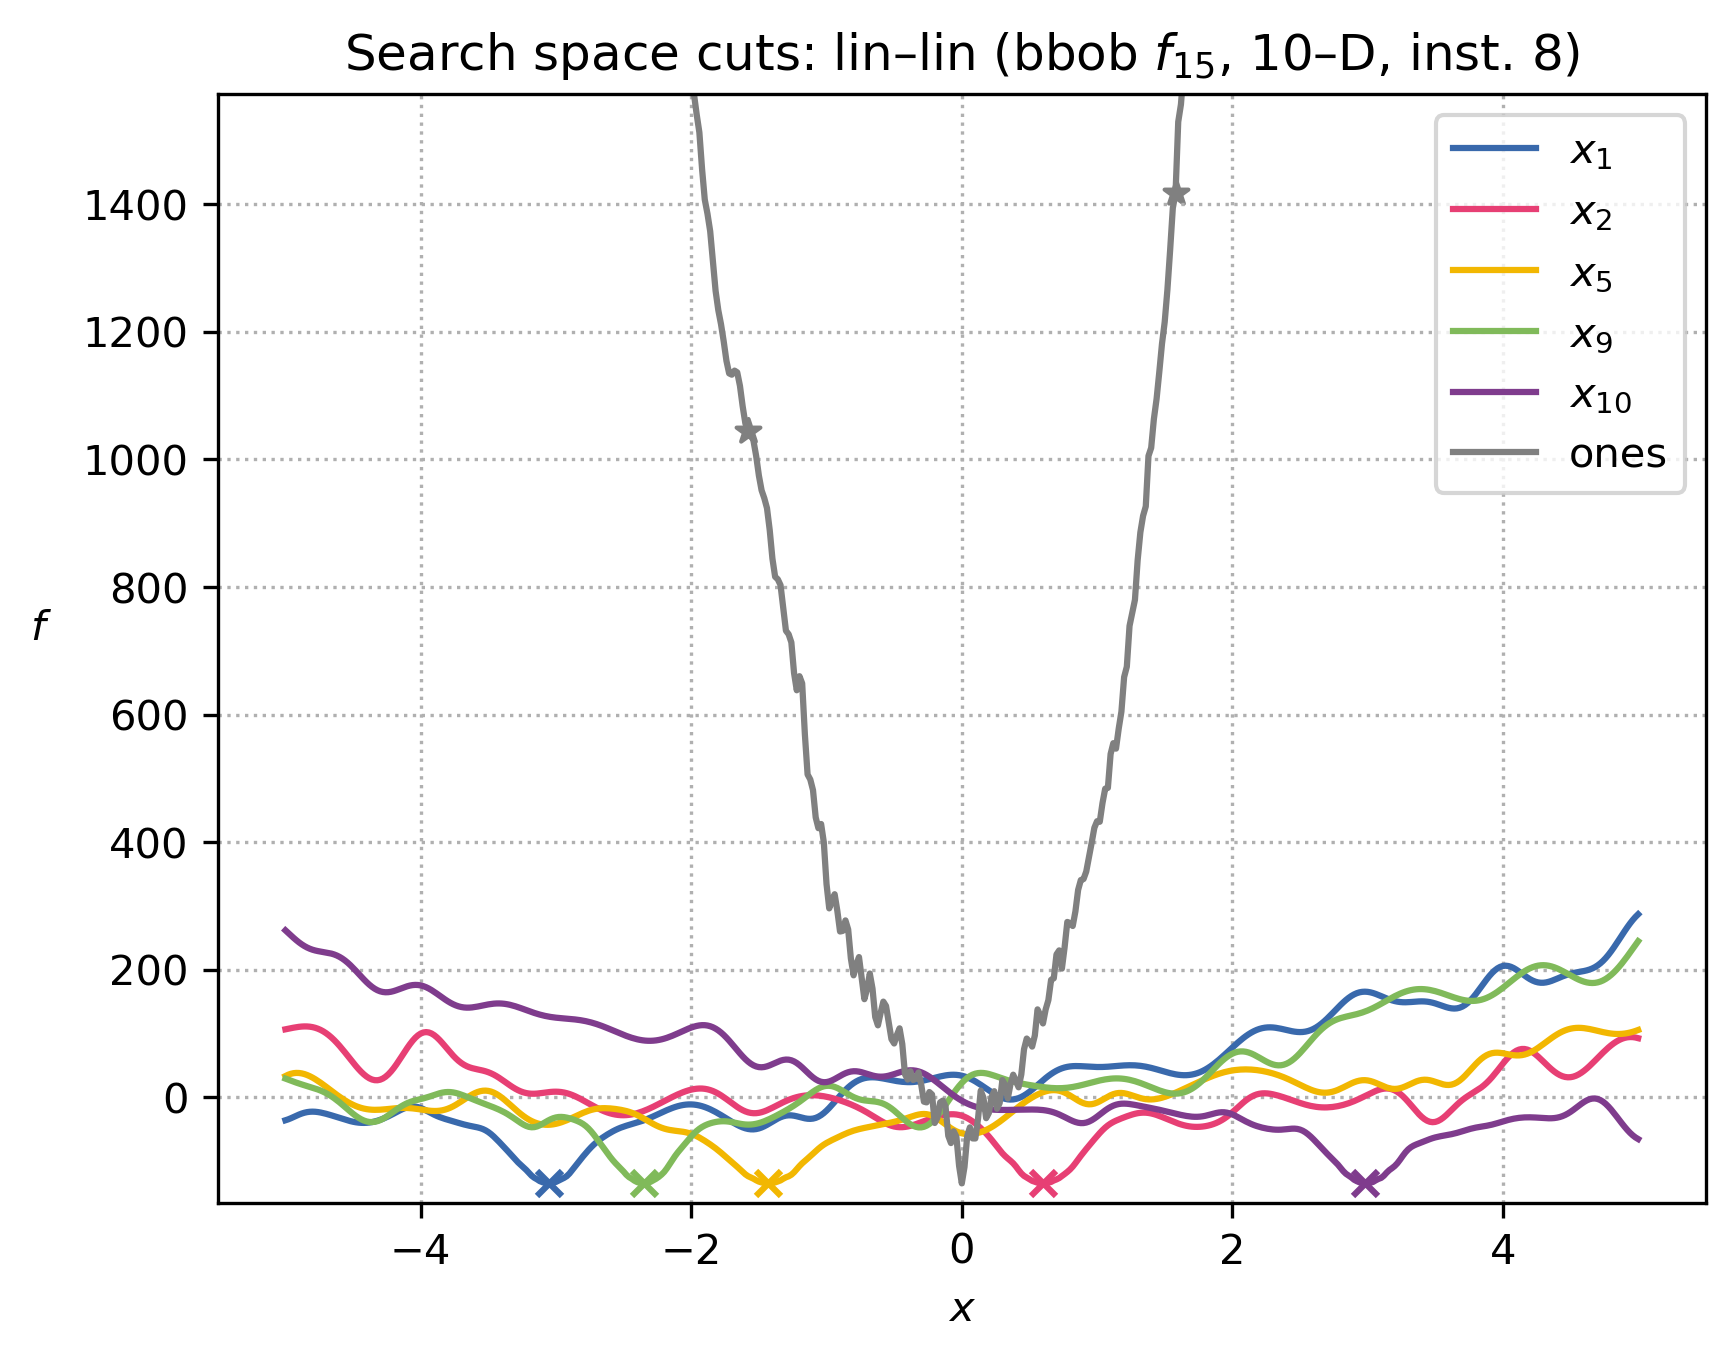 Search space cuts: lin–lin (bbob f₁₅, 10–D, inst. 8)
x₁
x₂
x₅
x₉
x₁₀
ones
1400
1200
1000
800
600
400
200
0
f
−4
−2
0
2
4
x